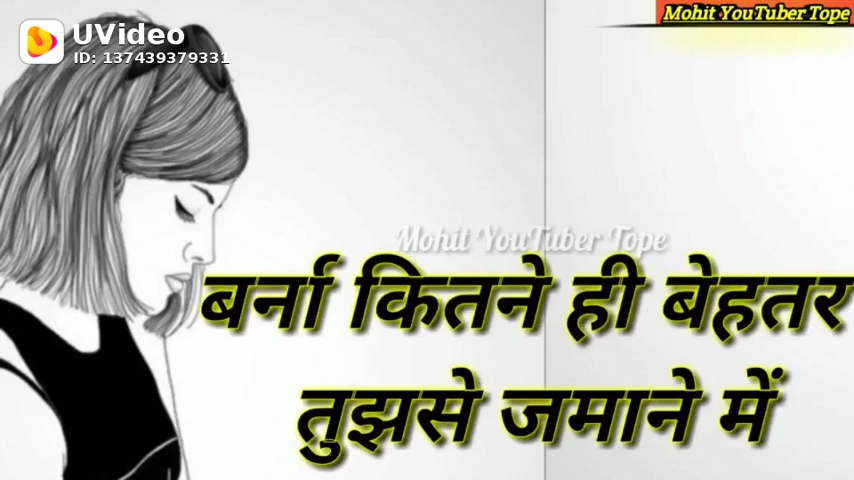 UVideo
ID: 137439379331
Mohit YouTuber Tope
Mohit YouTuber Tope
बर्ना कितने ही बेहतर
तुझसे जमाने में